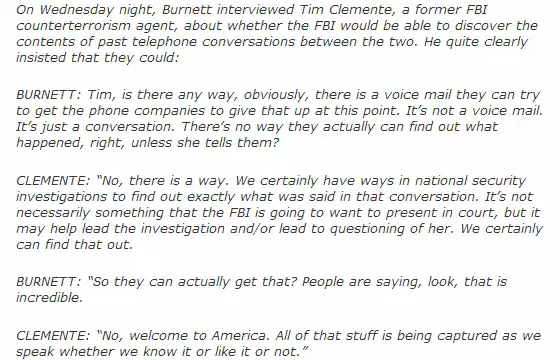 On Wednesday night, Burnett interviewed Tim Clemente, a former FBI
counterterrorism agent, about whether the FBI would be able to discover the
contents of past telephone conversations between the two. He quite clearly
insisted that they could:
BURNETT: Tim, is there any way, obviously, there is a voice mail they can try
to get the phone companies to give that up at this point. It's not a voice mail.
It's just a conversation. There's no way they actually can find out what
happened, right, unless she tells them?
CLEMENTE: “No, there is a way. We certainly have ways in national security
investigations to find out exactly what was said in that conversation. It's not
necessarily something that the FBI is going to want to present in court, but it
may help lead the investigation and/or lead to questioning of her. We certainly
can find that out.
BURNETT: “So they can actually get that? People are saying, look, that is
incredible.
CLEMENTE: “No, welcome to America. All of that stuff is being captured as we
speak whether we know it or like it or not.”